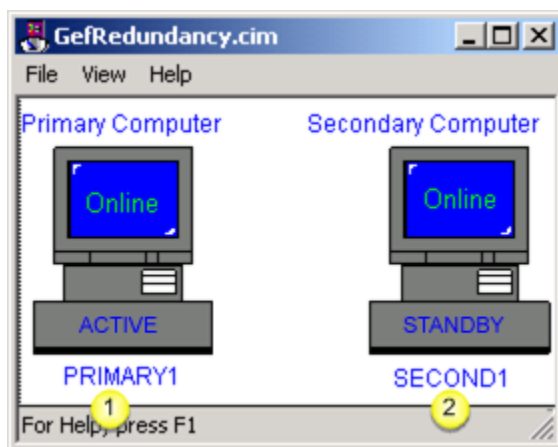 GefRedundancy.cim
File View Help
Primary Computer
Secondary Computer
Online
Online
ACTIVE
STANDBY
PRIMARY1
SECOND1
1
2
For Help, press F1